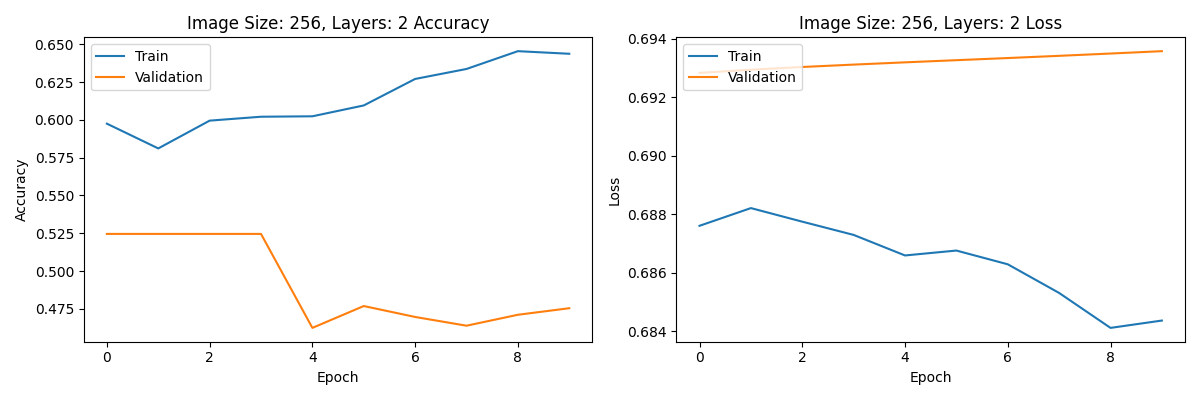 Image Size: 256, Layers: 2 Accuracy
0.650
0.625
0.600
0.575
0.550
0.525
0.500
0.475
Accuracy
Train
Validation
0 2 4 6 8
Epoch
Image Size: 256, Layers: 2 Loss
0.694
0.692
0.690
0.688
0.686
0.684
Loss
Train
Validation
0 2 4 6 8
Epoch